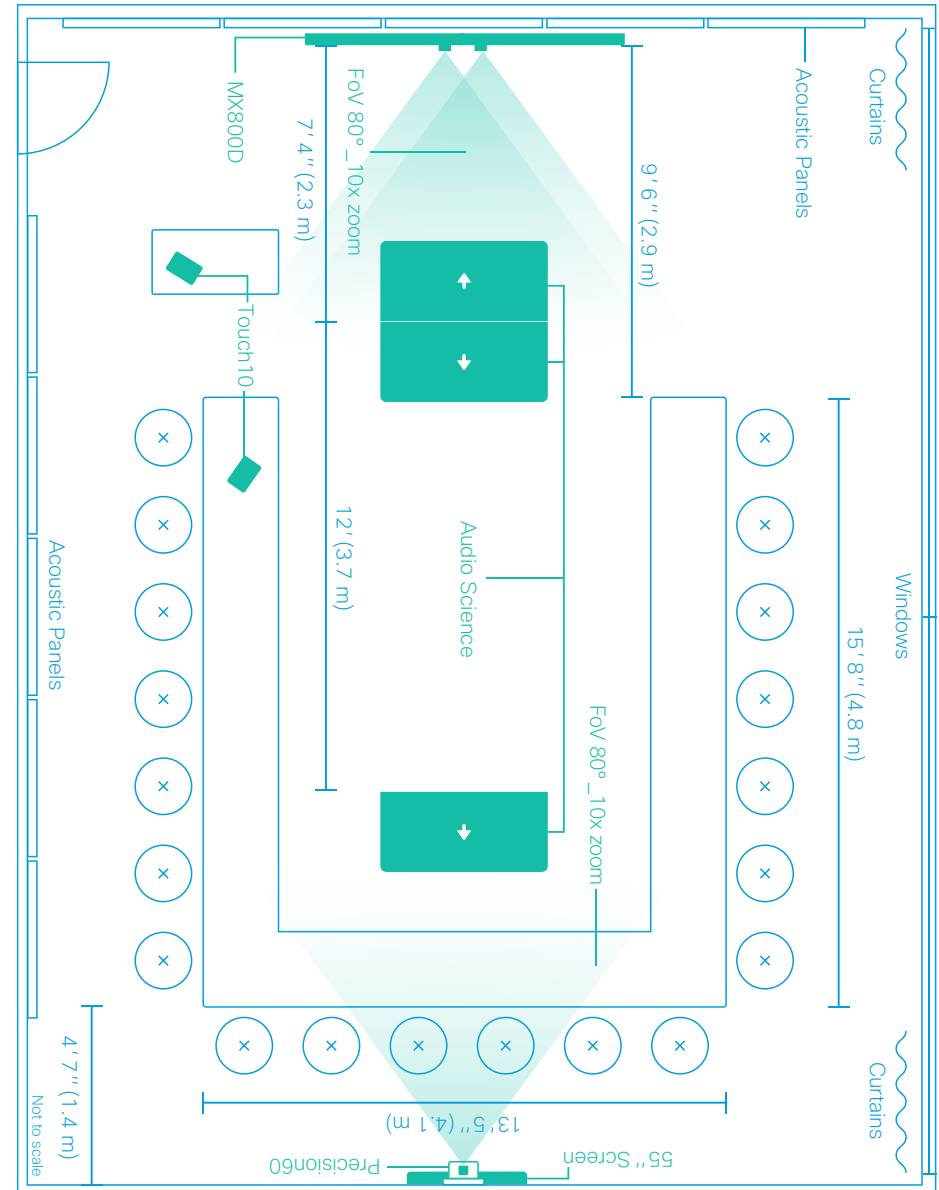 MX800D
FoV 80° _10x zoom
7' 4'' (2.3 m)
9' 6'' (2.9 m)
Acoustic Panels
Curtains
Touch10
12' (3.7 m)
Audio Science
FoV 80° _10x zoom
Windows
15' 8'' (4.8 m)
Acoustic Panels
4' 7'' (1.4 m)
Not to scale
Curtains
13' 5'' (4.1 m)
Precision60
55'' Screen